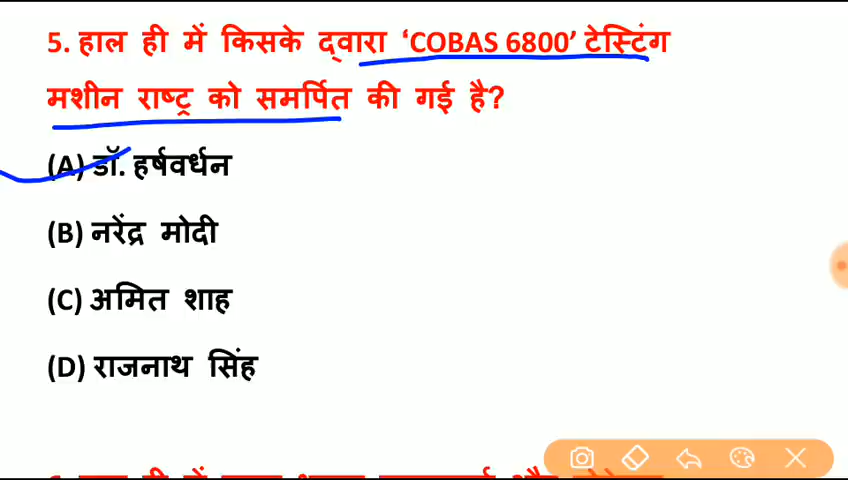 5. हाल ही में किसके द्वारा ‘COBAS 6800’ टेस्टिंग
मशीन राष्ट्र को समर्पित की गई है?
(A) डॉ. हर्षवर्धन
(B) नरेंद्र मोदी
(C) अमित शाह
(D) राजनाथ सिंह